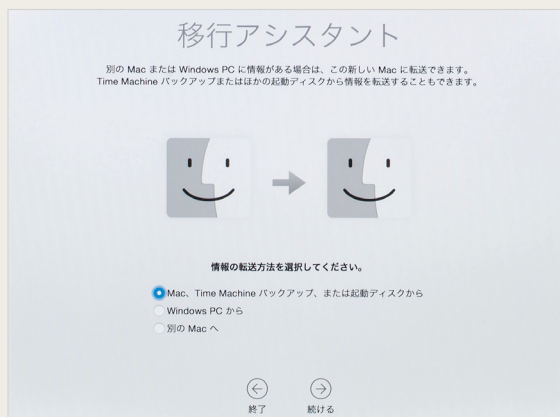 移行アシスタント
別の Mac または Windows PC に情報がある場合は、この新しい Mac に転送できます。
Time Machine バックアップまたはほかの起動ディスクから情報を転送することもできます。
情報の転送方法を選択してください。
Mac、Time Machine バックアップ、または起動ディスクから
Windows PC から
別の Mac へ
終了
続ける